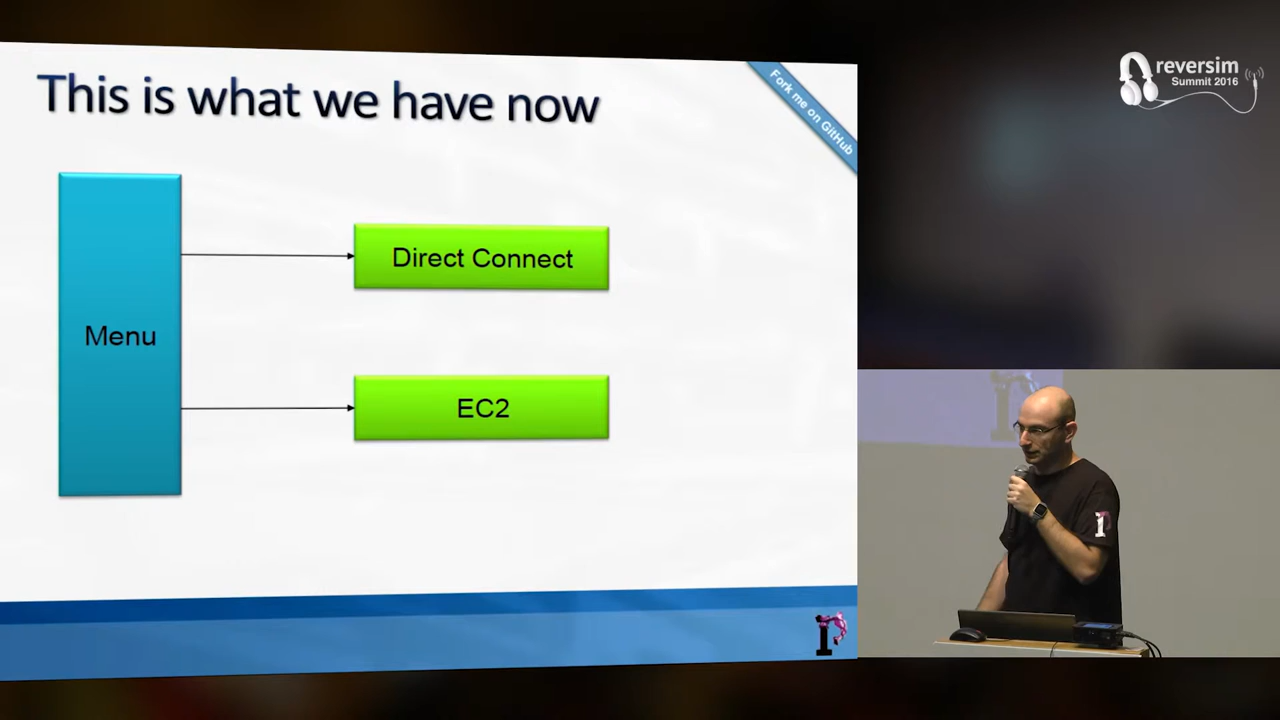 This is what we have now
Fork me on GitHub
Menu
Direct Connect
EC2
reversim
Summit 2016